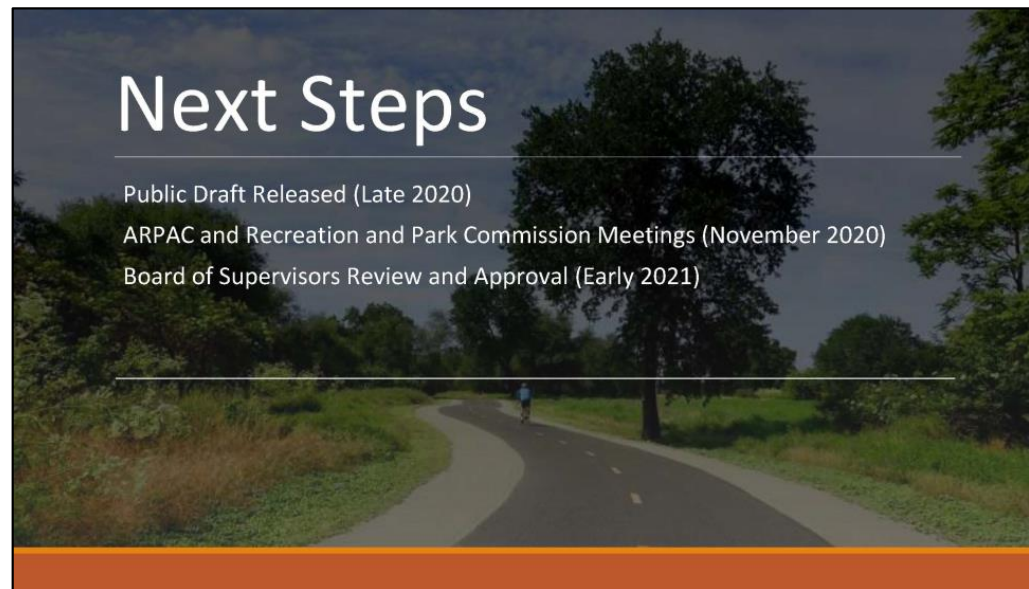 Next Steps
Public Draft Released (Late 2020)
ARPAC and Recreation and Park Commission Meetings (November 2020)
Board of Supervisors Review and Approval (Early 2021)